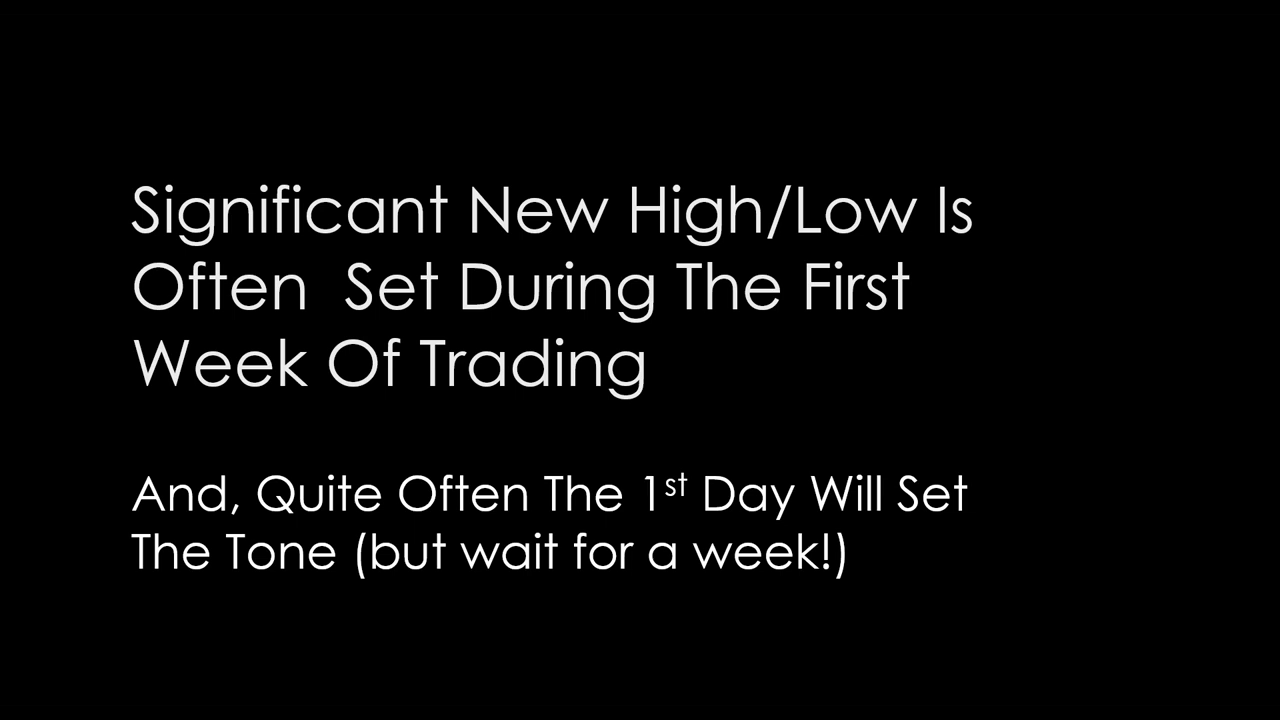 Significant New High/Low Is
Often  Set During The First
Week Of Trading
And, Quite Often The 1st Day Will Set
The Tone (but wait for a week!)